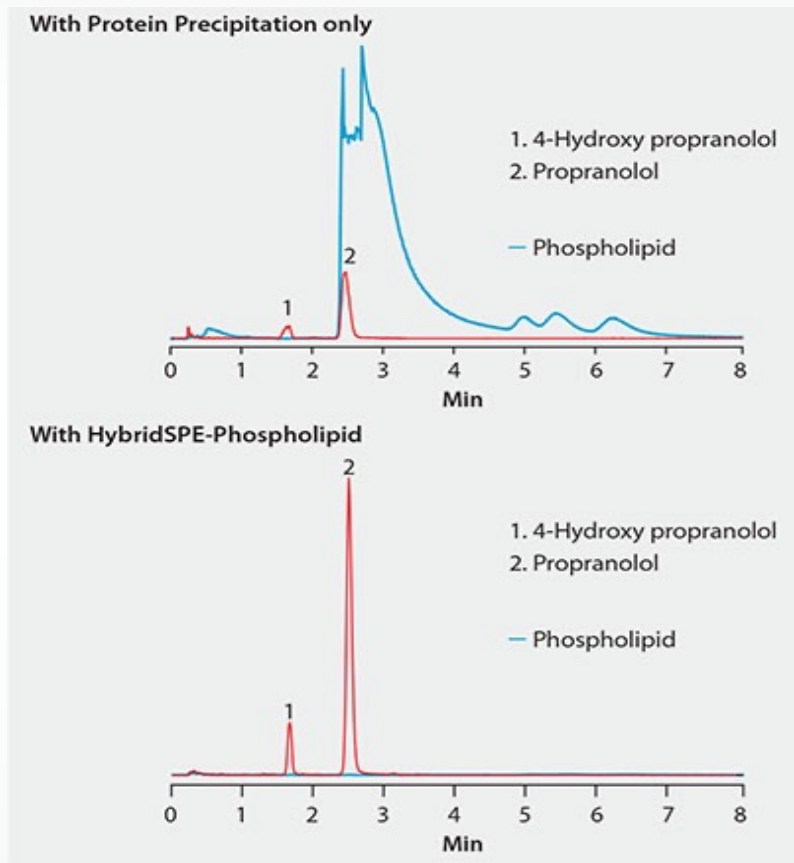 With Protein Precipitation only
1. 4-Hydroxy propranolol
2. Propranolol
Phospholipid
1
2
0 1 2 3 4 5 6 7 8
Min
With HybridSPE-Phospholipid
2
1. 4-Hydroxy propranolol
2. Propranolol
Phospholipid
1
0 1 2 3 4 5 6 7 8
Min